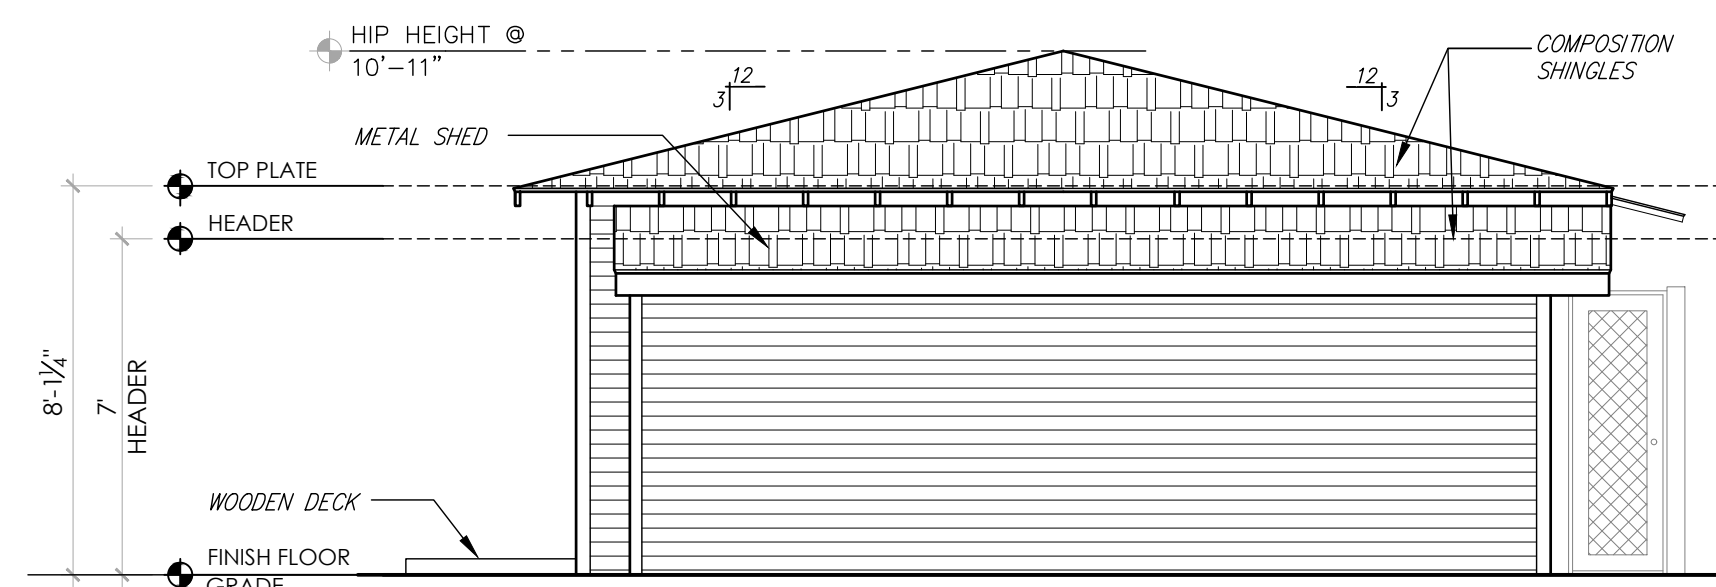 HIP HEIGHT @
10'-11"
12
3
12
3
COMPOSITION
SHINGLES
METAL SHED
TOP PLATE
HEADER
8'-1¼"
7'
HEADER
WOODEN DECK
FINISH FLOOR
GRADE